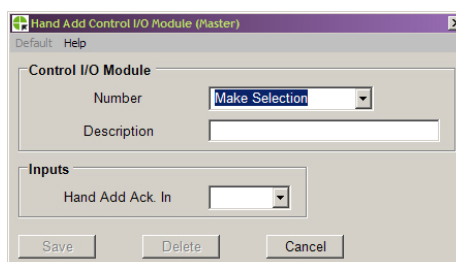 Hand Add Control I/O Module (Master)
Default Help
Control I/O Module
Number Make Selection
Description
Inputs
Hand Add Ack. In
Save Delete Cancel